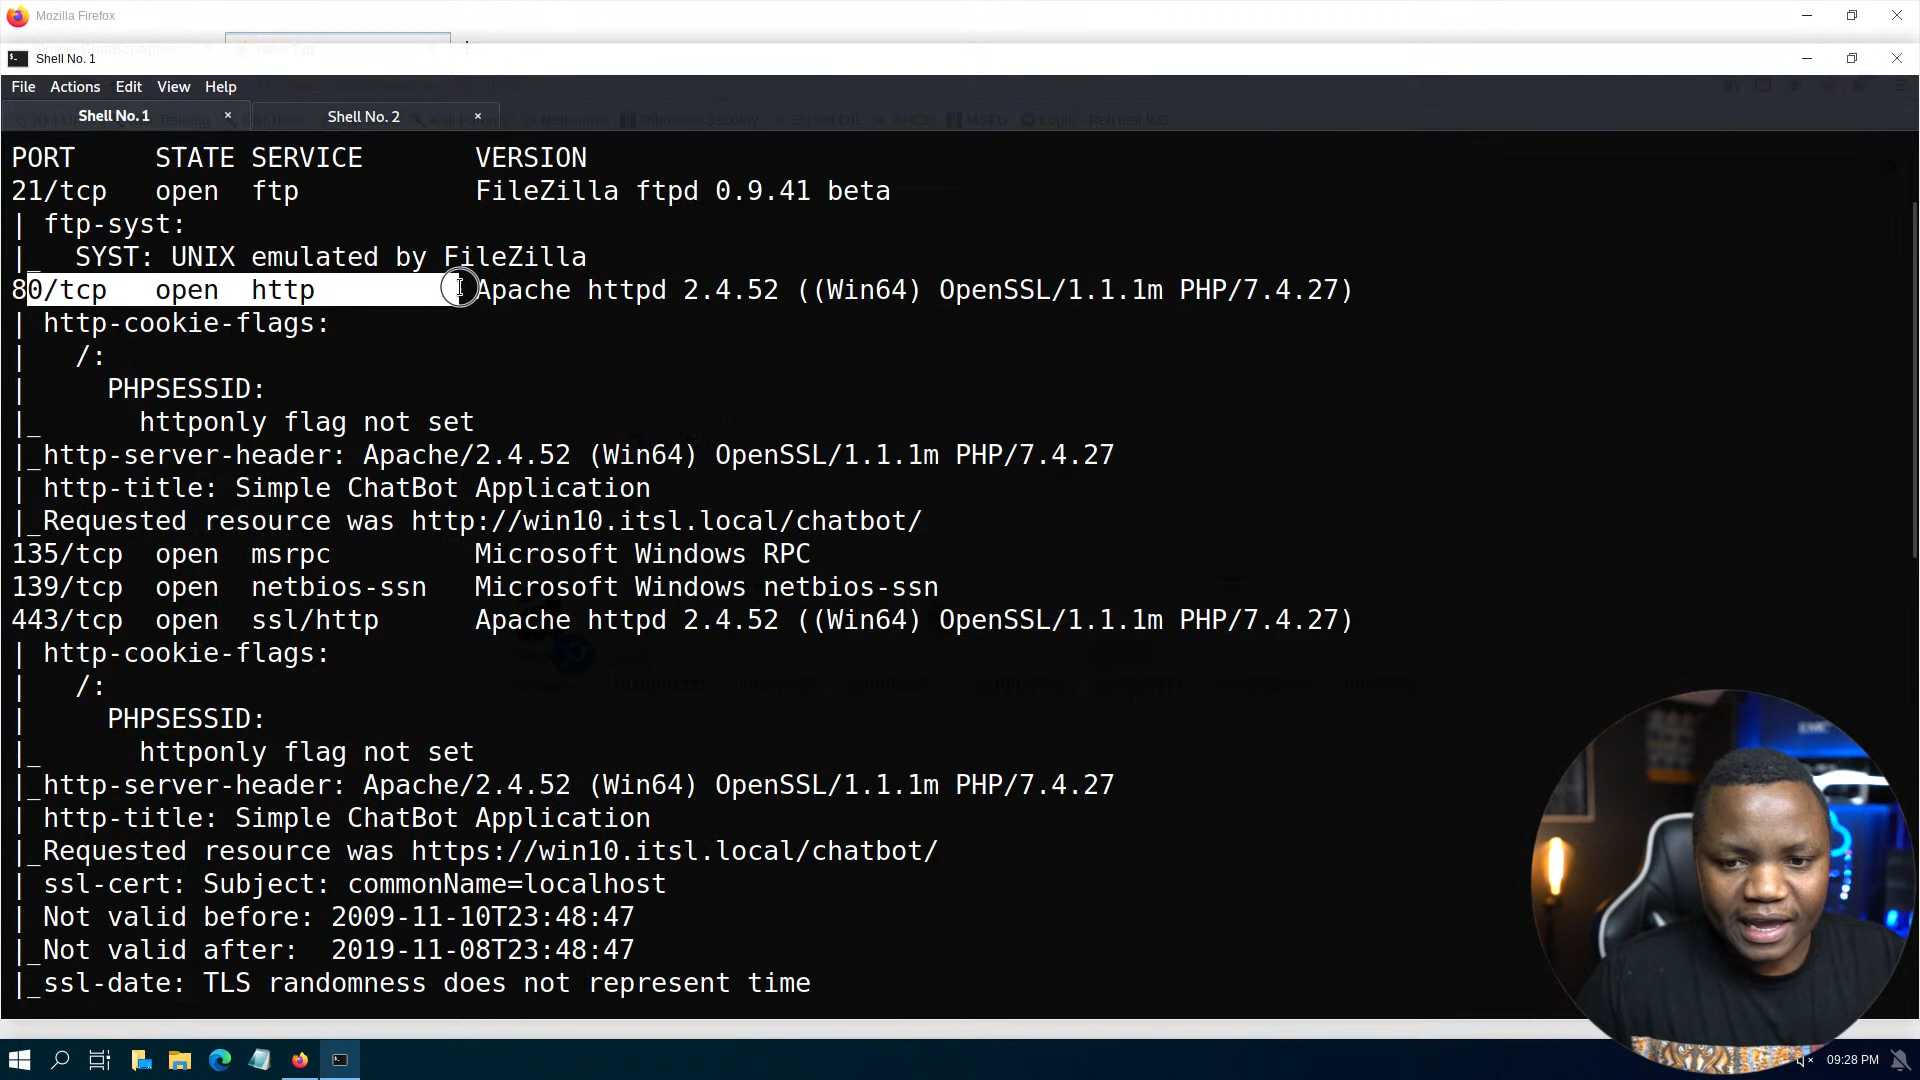 Mozilla Firefox
Shell No. 1
File Actions Edit View Help
Shell No. 1 × Shell No. 2 ×
PORT STATE SERVICE VERSION
21/tcp open ftp FileZilla ftpd 0.9.41 beta
| ftp-syst:
|_ SYST: UNIX emulated by FileZilla
80/tcp open http Apache httpd 2.4.52 ((Win64) OpenSSL/1.1.1m PHP/7.4.27)
| http-cookie-flags:
| /:
| PHPSESSID:
|_ httponly flag not set
|_http-server-header: Apache/2.4.52 (Win64) OpenSSL/1.1.1m PHP/7.4.27
| http-title: Simple ChatBot Application
|_Requested resource was http://win10.itsl.local/chatbot/
135/tcp open msrpc Microsoft Windows RPC
139/tcp open netbios-ssn Microsoft Windows netbios-ssn
443/tcp open ssl/http Apache httpd 2.4.52 ((Win64) OpenSSL/1.1.1m PHP/7.4.27)
| http-cookie-flags:
| /:
| PHPSESSID:
|_ httponly flag not set
|_http-server-header: Apache/2.4.52 (Win64) OpenSSL/1.1.1m PHP/7.4.27
| http-title: Simple ChatBot Application
|_Requested resource was https://win10.itsl.local/chatbot/
| ssl-cert: Subject: commonName=localhost
| Not valid before: 2009-11-10T23:48:47
|_Not valid after: 2019-11-08T23:48:47
|_ssl-date: TLS randomness does not represent time
09:28 PM